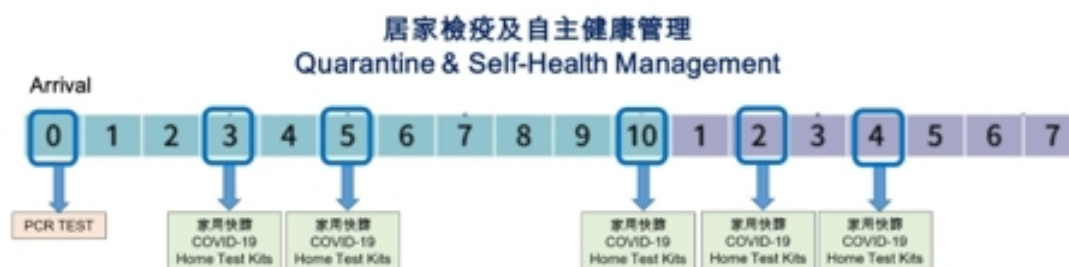 居家檢疫及自主健康管理
Quarantine & Self-Health Management
Arrival
0 1 2 3 4 5 6 7 8 9 10 1 2 3 4 5 6 7
PCR TEST
家用快篩
COVID-19
Home Test Kits
家用快篩
COVID-19
Home Test Kits
家用快篩
COVID-19
Home Test Kits
家用快篩
COVID-19
Home Test Kits
家用快篩
COVID-19
Home Test Kits